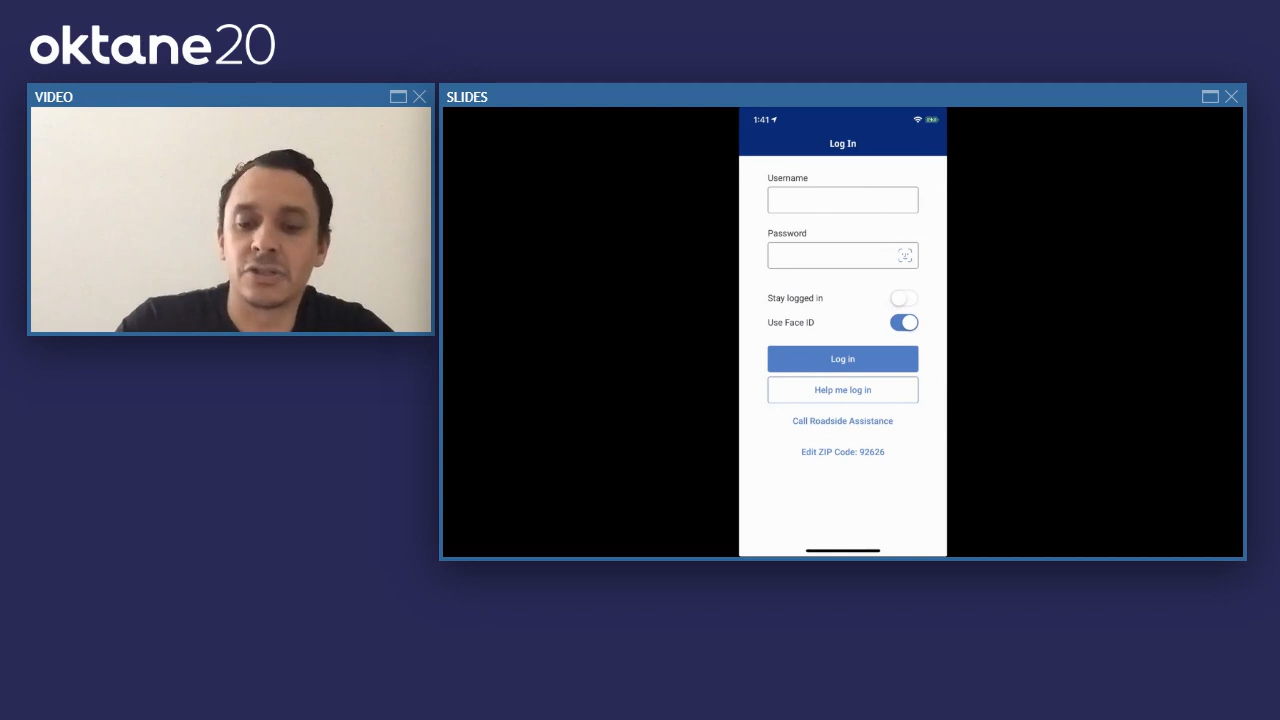 oktane20
VIDEO
SLIDES
1:41
Log In
Username
Password
Stay logged in
Use Face ID
Log in
Help me log in
Call Roadside Assistance
Edit ZIP Code: 92626